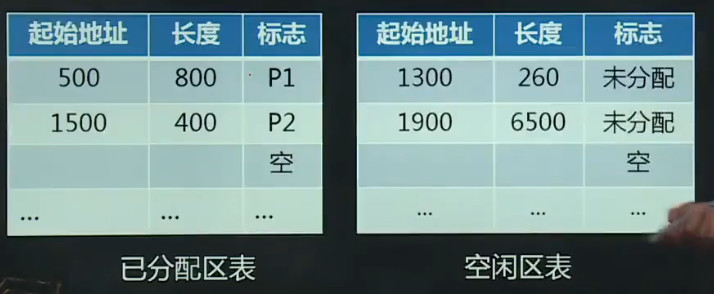 起始地址 长度 标志
500 800 P1
1500 400 P2
空
... ... ...
已分配区表
起始地址 长度 标志
1300 260 未分配
1900 6500 未分配
空
... ... ...
空闲区表